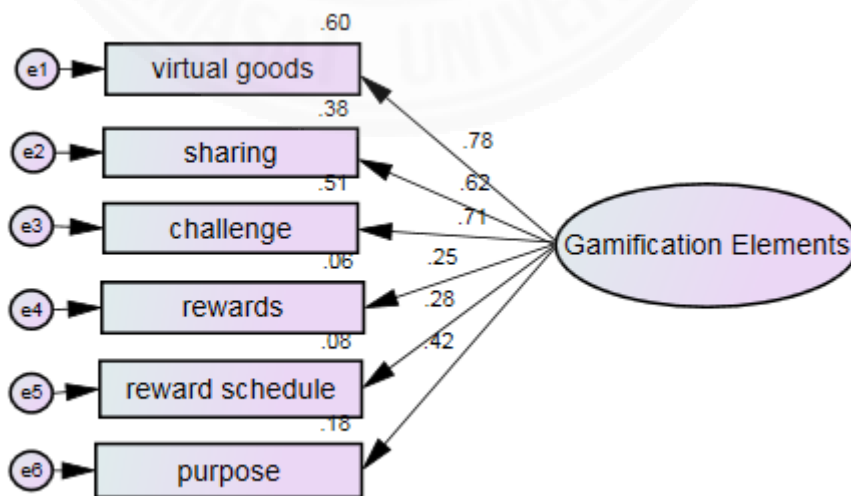 UNIVERSITY
.60
e1
virtual goods
.38
.78
e2
sharing
.62
.51
.71
e3
challenge
.06
.25
e4
rewards
.28
.08
.42
e5
reward schedule
.18
e6
purpose
Gamification Elements